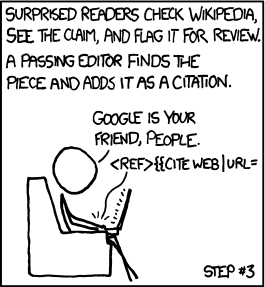 SURPRISED READERS CHECK WIKIPEDIA,
SEE THE CLAIM, AND FLAG IT FOR REVIEW.
A PASSING EDITOR FINDS THE
PIECE AND ADDS IT AS A CITATION.
GOOGLE IS YOUR
FRIEND, PEOPLE.
<REF>{{CITE WEB|URL=
STEP #3